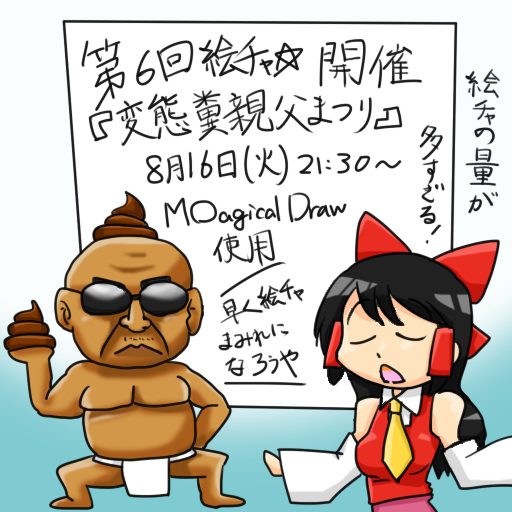 第6回絵チャ☆開催
『変態糞親父まつり』
8月16日(火)21:30～
MOagical Draw
使用
早く絵チャ
まみれに
なろうや
絵チャの量が
多すぎる!